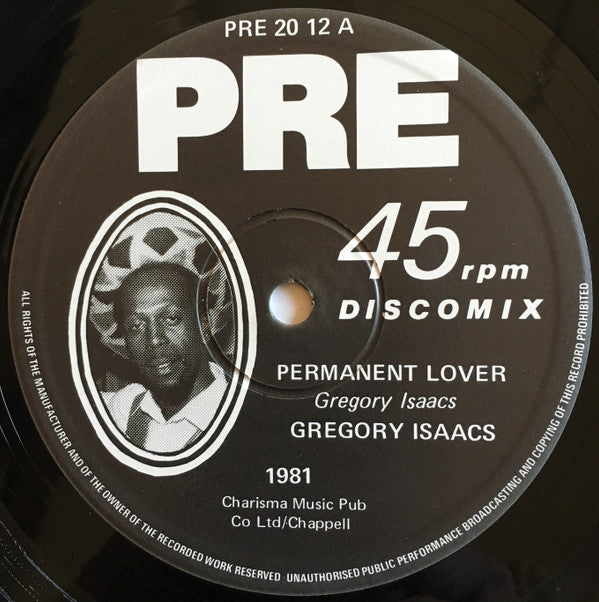 PRE 20 12 A
PRE
45 rpm
DISCOMIX
PERMANENT LOVER
Gregory Isaacs
GREGORY ISAACS
1981
Charisma Music Pub
Co Ltd/Chappell
ALL RIGHTS OF THE MANUFACTURER AND OF THE OWNER OF THE RECORDED WORK RESERVED · UNAUTHORISED PUBLIC PERFORMANCE BROADCASTING AND COPYING OF THIS RECORD PROHIBITED